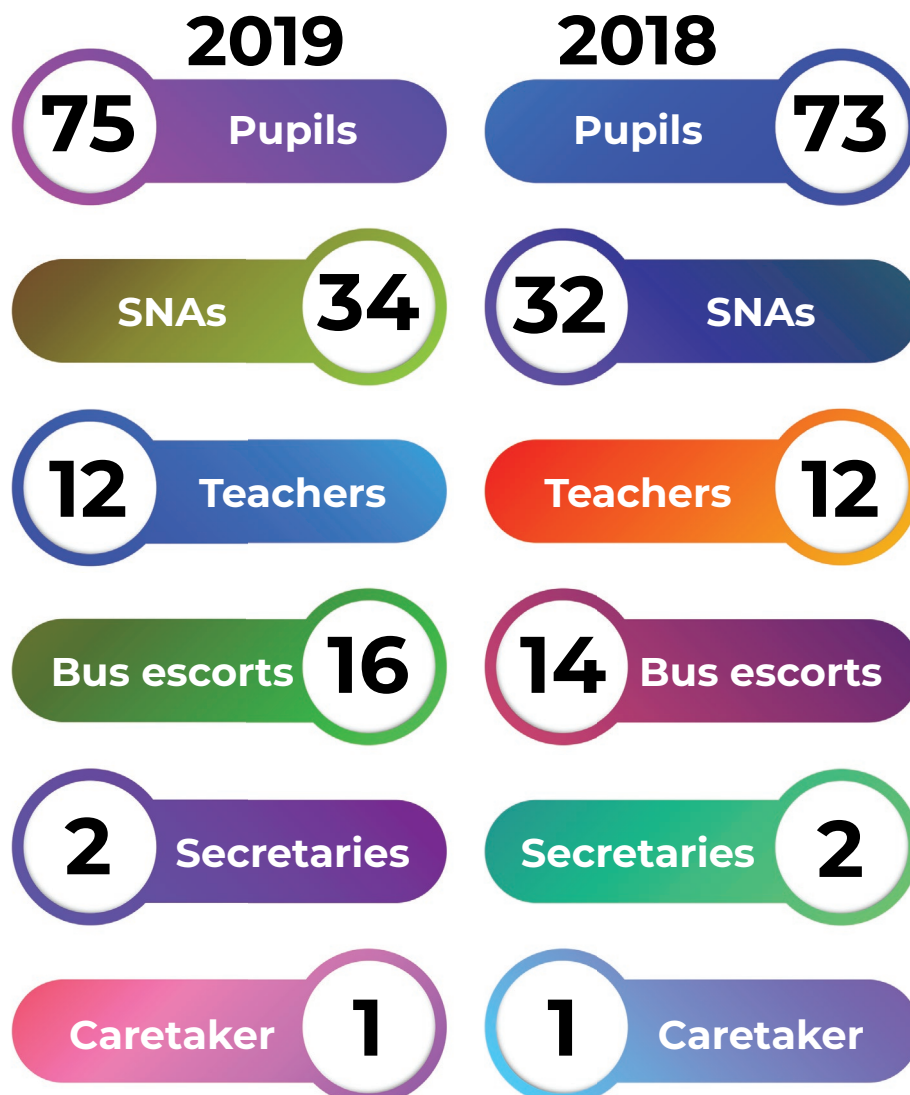 2019 2018
75 Pupils Pupils 73
SNAs 34 32 SNAs
12 Teachers Teachers 12
Bus escorts 16 14 Bus escorts
2 Secretaries Secretaries 2
Caretaker 1 1 Caretaker